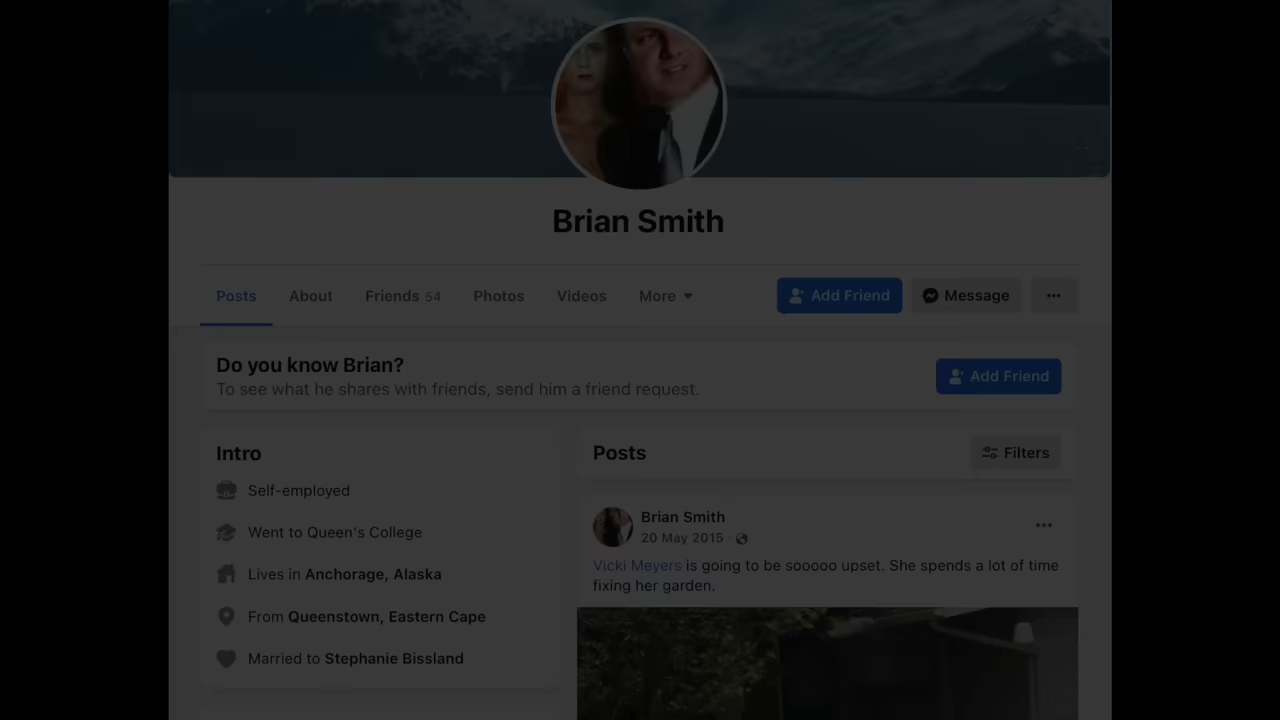 Brian Smith
Posts
About
Friends 54
Photos
Videos
More
Add Friend
Message
Do you know Brian?
To see what he shares with friends, send him a friend request.
Add Friend
Intro
Self-employed
Went to Queen's College
Lives in Anchorage, Alaska
From Queenstown, Eastern Cape
Married to Stephanie Bissland
Posts
Filters
Brian Smith
20 May 2015 ·
Vicki Meyers is going to be sooooo upset. She spends a lot of time
fixing her garden.